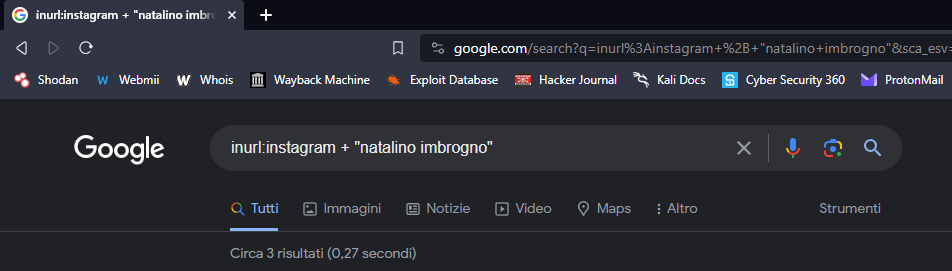 inurl:instagram + "natalino imbro
google.com/search?q=inurl%3Ainstagram+%2B+"natalino+imbrogno"&sca_esv=
Shodan Webmii Whois Wayback Machine Exploit Database Hacker Journal Kali Docs Cyber Security 360 ProtonMail
Google inurl:instagram + "natalino imbrogno"
Tutti Immagini Notizie Video Maps Altro Strumenti
Circa 3 risultati (0,27 secondi)